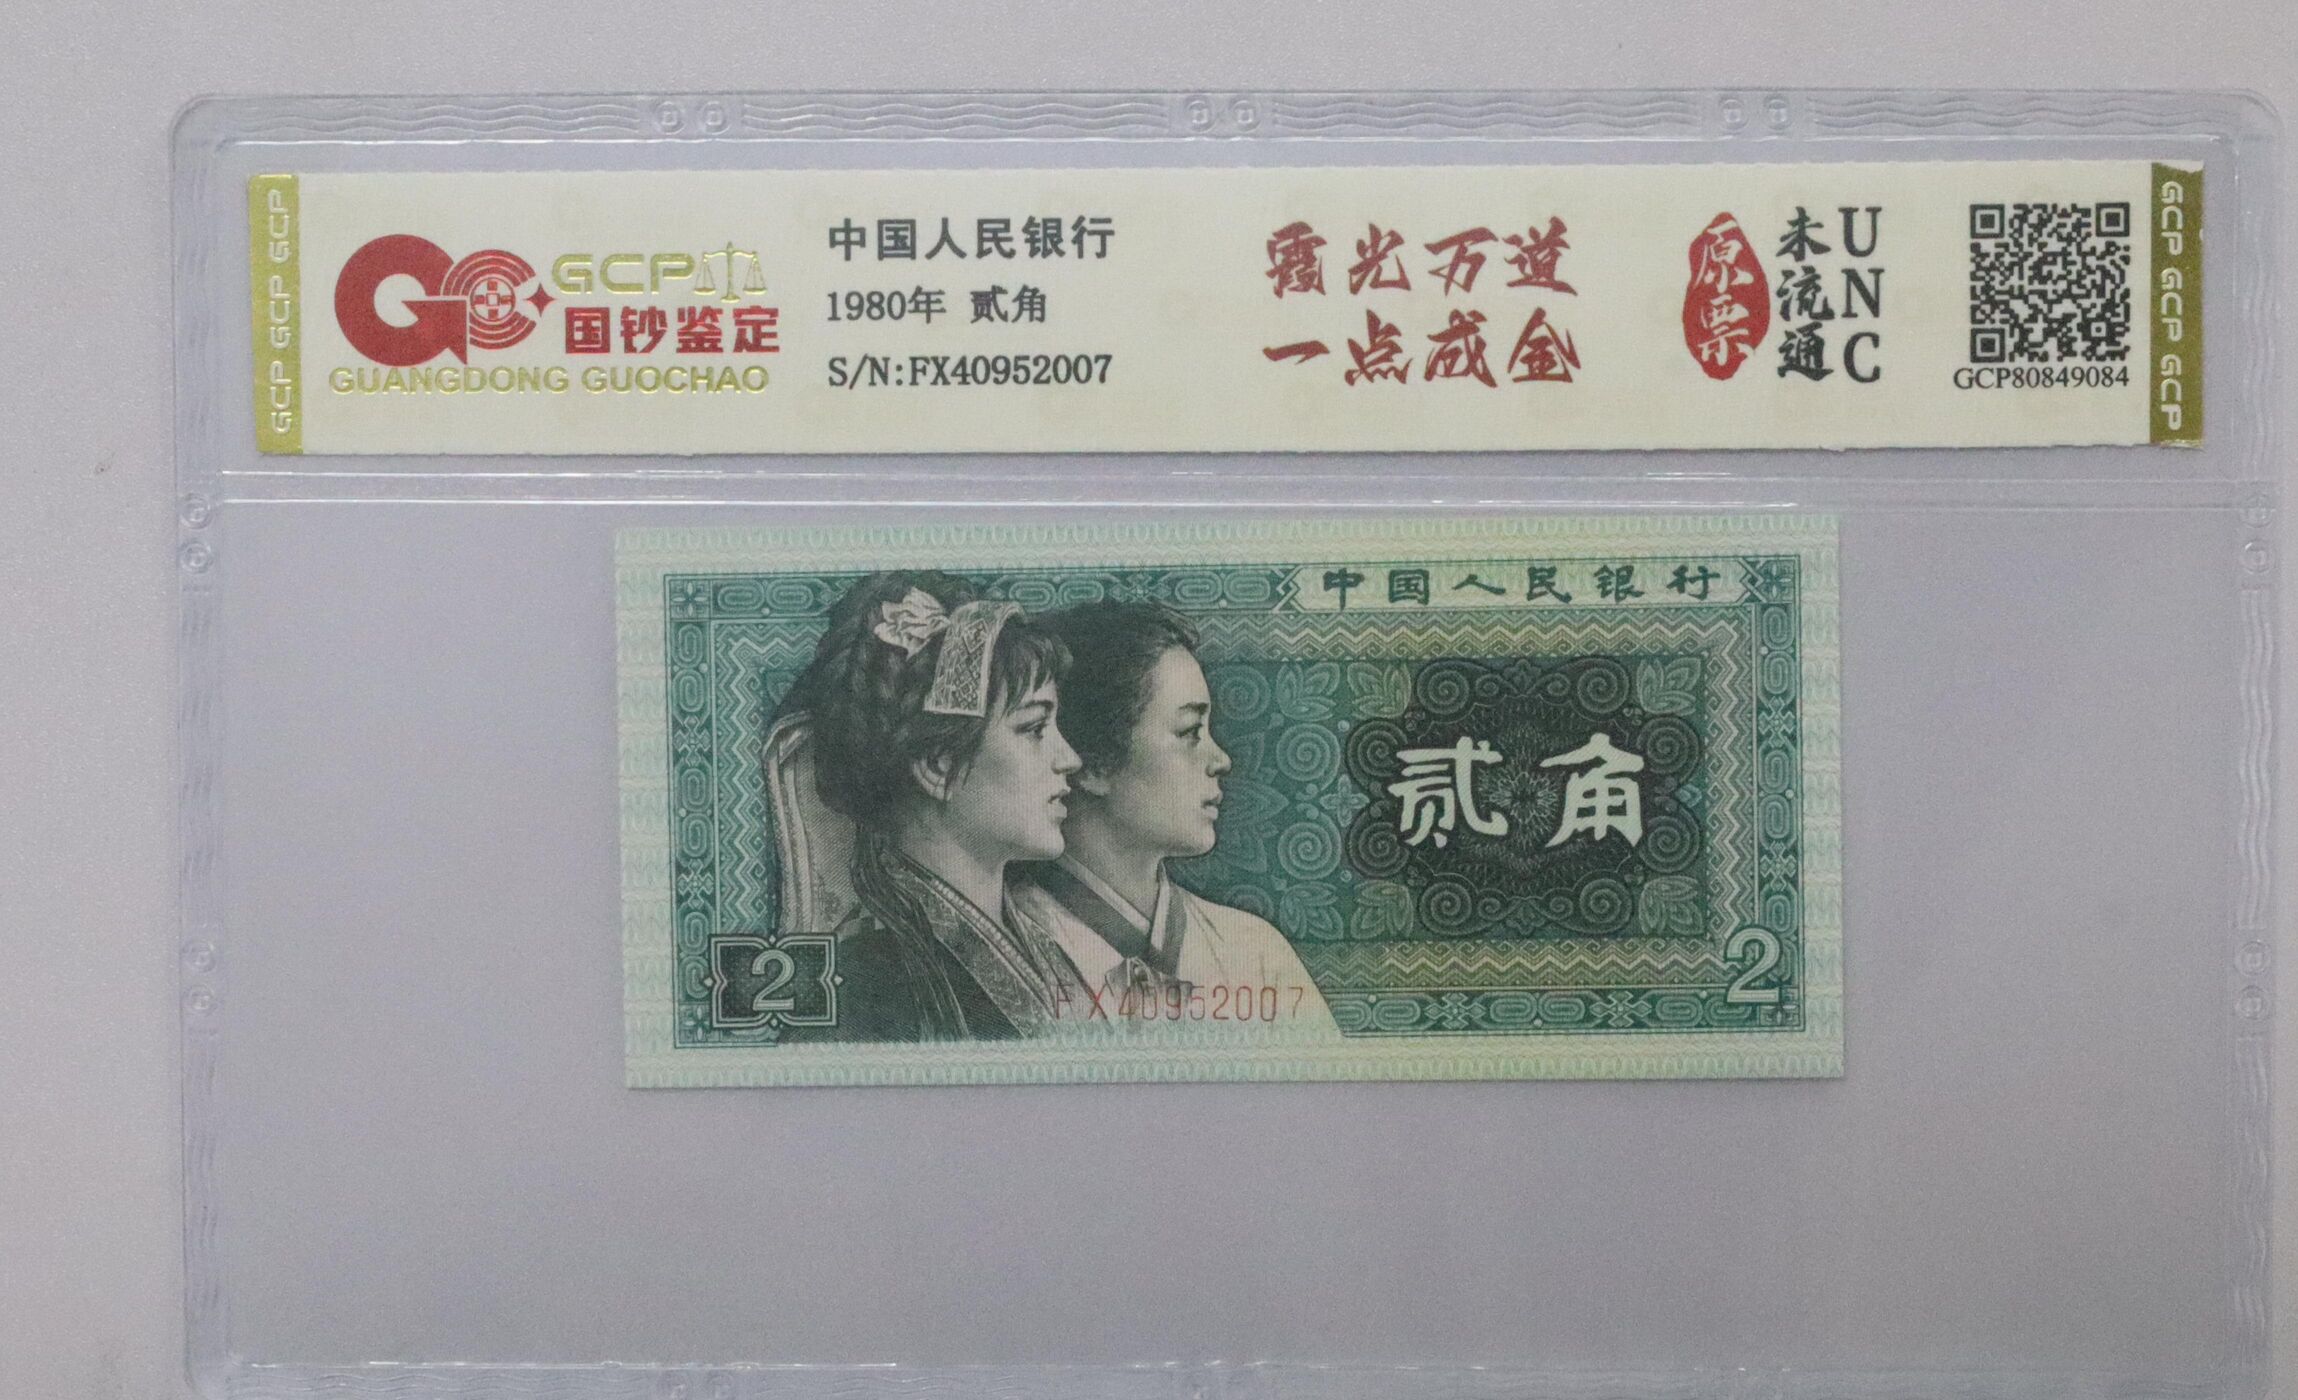 GCP GCP GCP
GCP
国钞鉴定
GUANGDONG GUOCHAO
中国人民银行
1980年 贰角
S/N:FX40952007
霞光万道
一点成金
原票
未流通
UNC
GCP80849084
GCP GCP GCP
中国人民银行
贰角
2
2
FX40952007